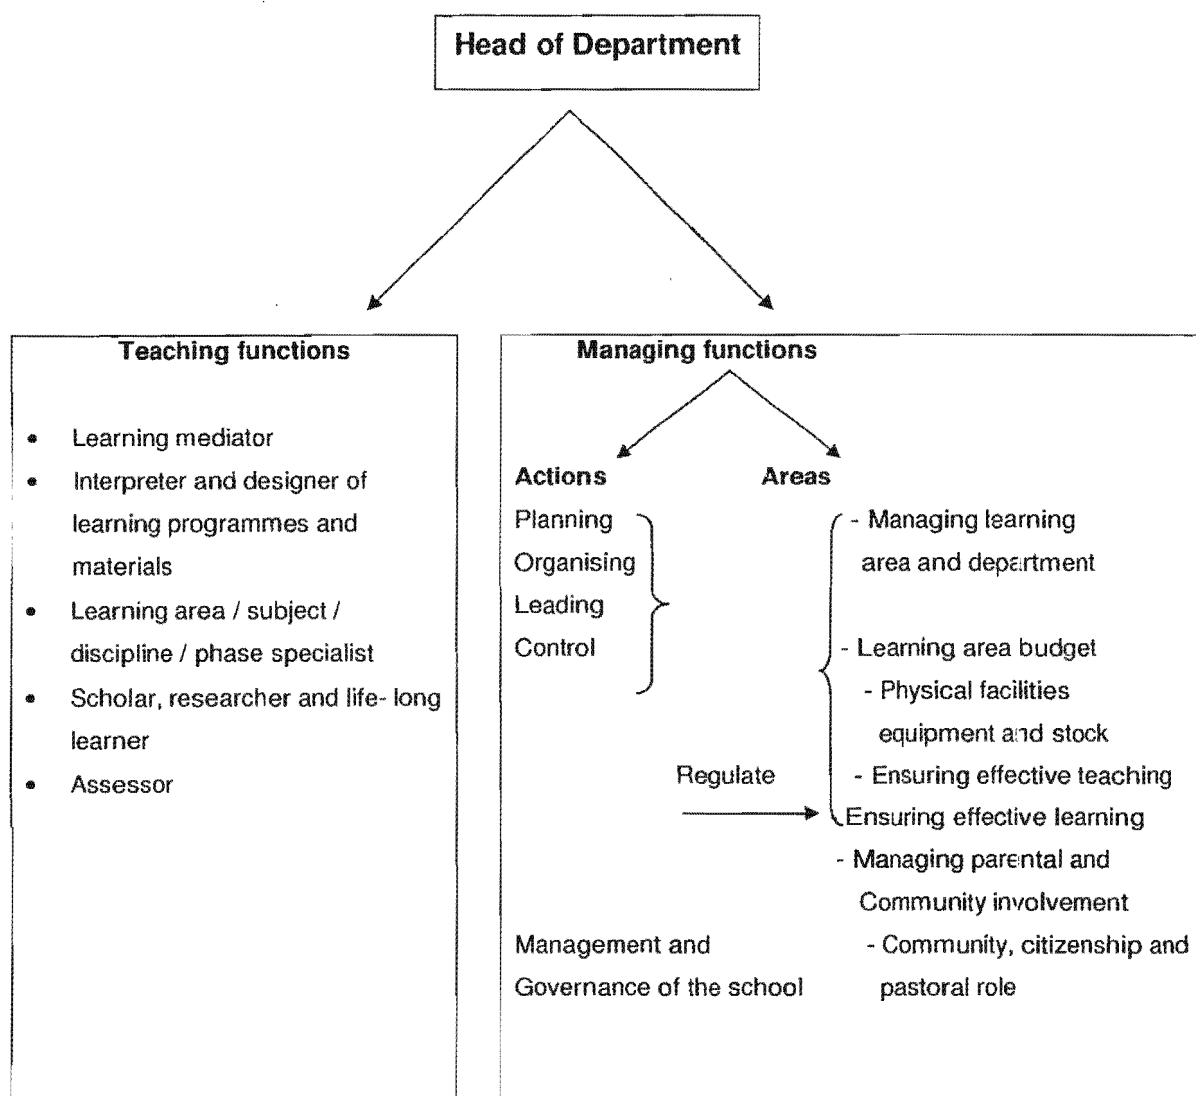 Head of Department
Teaching functions
• Learning mediator
• Interpreter and designer of
learning programmes and
materials
• Learning area / subject /
discipline / phase specialist
• Scholar, researcher and life- long
learner
• Assessor
Managing functions
Actions
Planning
Organising
Leading
Control
Regulate
Management and
Governance of the school
Areas
- Managing learning
area and department
- Learning area budget
- Physical facilities
equipment and stock
- Ensuring effective teaching
Ensuring effective learning
- Managing parental and
Community involvement
- Community, citizenship and
pastoral role